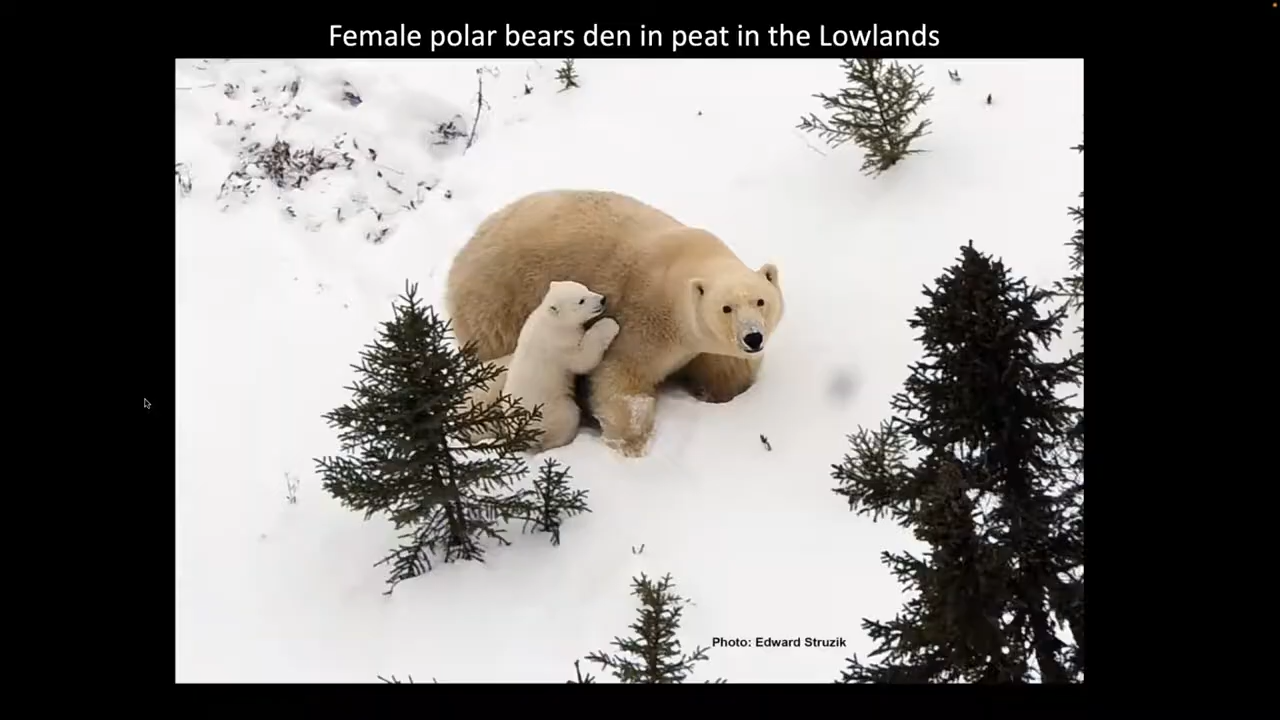 Female polar bears den in peat in the Lowlands
Photo: Edward Struzik